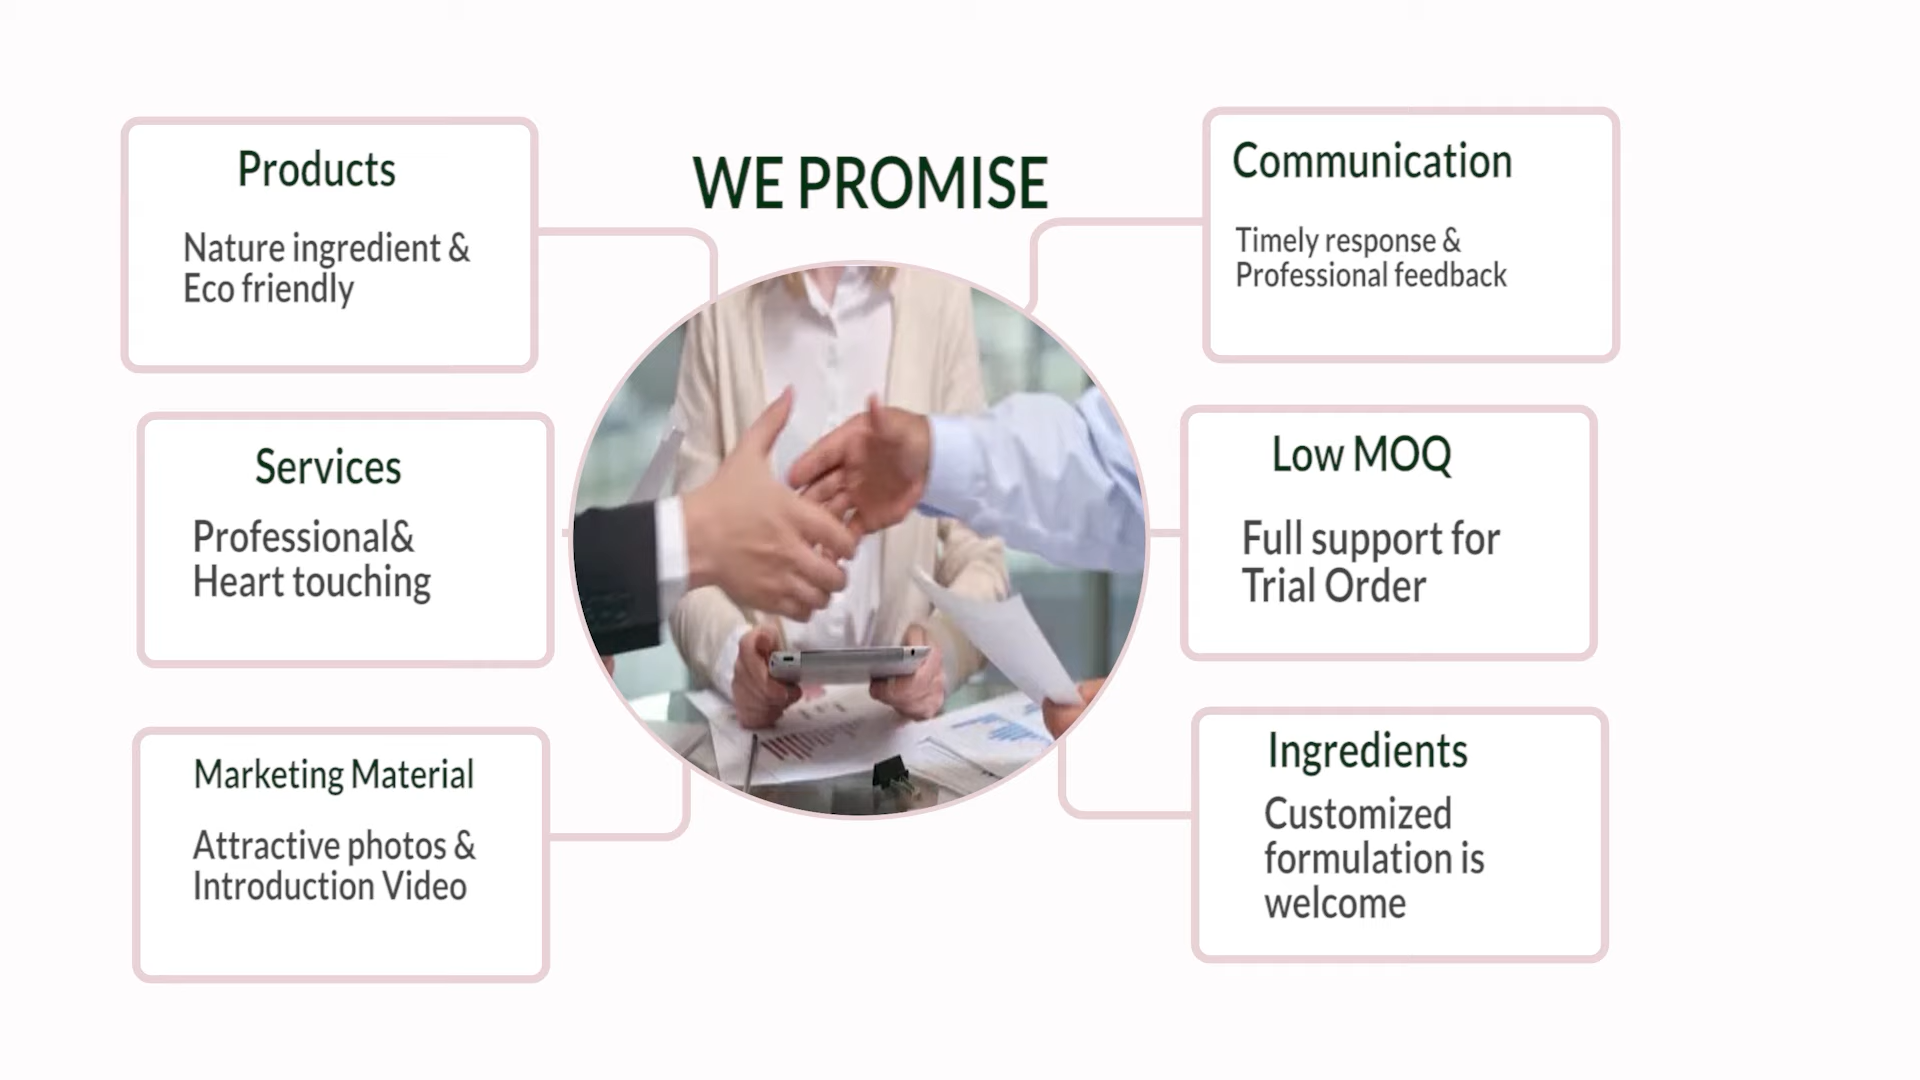 WE PROMISE
Products
Nature ingredient &
Eco friendly
Services
Professional&
Heart touching
Marketing Material
Attractive photos &
Introduction Video
Communication
Timely response &
Professional feedback
Low MOQ
Full support for
Trial Order
Ingredients
Customized
formulation is
welcome